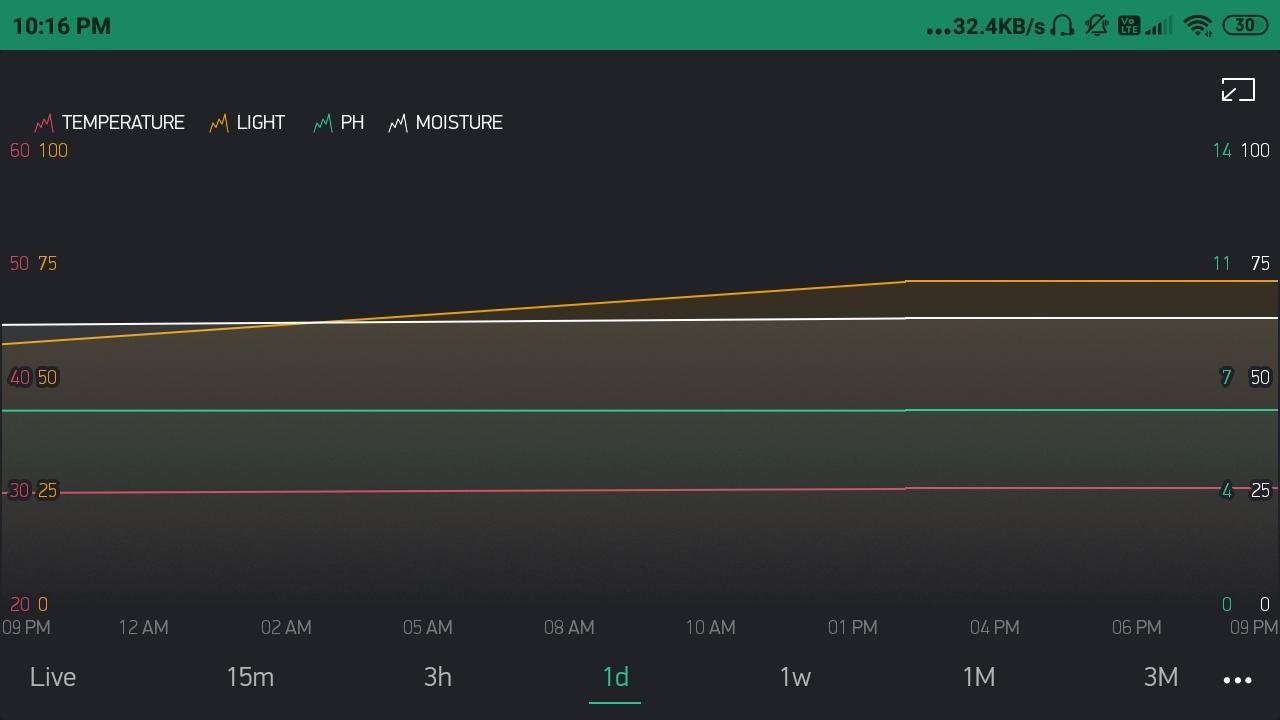 10:16 PM ...32.4KB/s Vo LTE 30
TEMPERATURE LIGHT PH MOISTURE
60 100 14 100
50 75 11 75
40 50 7 50
30 25 4 25
20 0 0 0
09 PM 12 AM 02 AM 05 AM 08 AM 10 AM 01 PM 04 PM 06 PM 09 PM
Live 15m 3h 1d 1w 1M 3M ...